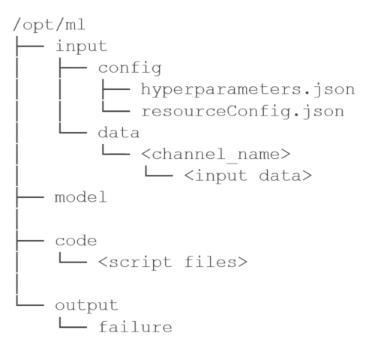 /opt/ml
input
config
hyperparameters.json
resourceConfig.json
data
<channel_name>
<input data>
model
code
<script files>
output
failure